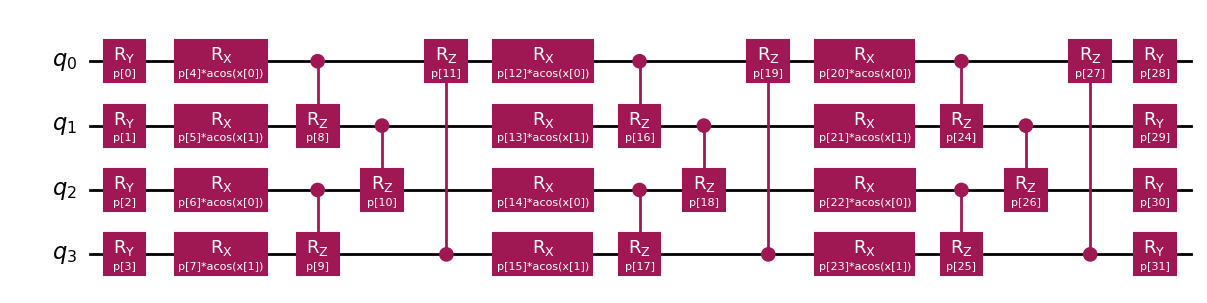 q₀ R_Y p[0] R_X p[4]*acos(x[0]) R_Z p[11] R_X p[12]*acos(x[0]) R_Z p[19] R_X p[20]*acos(x[0]) R_Z p[27] R_Y p[28]
q₁ R_Y p[1] R_X p[5]*acos(x[1]) R_Z p[8] R_X p[13]*acos(x[1]) R_Z p[16] R_X p[21]*acos(x[1]) R_Z p[24] R_Y p[29]
q₂ R_Y p[2] R_X p[6]*acos(x[0]) R_Z p[10] R_X p[14]*acos(x[0]) R_Z p[18] R_X p[22]*acos(x[0]) R_Z p[26] R_Y p[30]
q₃ R_Y p[3] R_X p[7]*acos(x[1]) R_Z p[9] R_X p[15]*acos(x[1]) R_Z p[17] R_X p[23]*acos(x[1]) R_Z p[25] R_Y p[31]